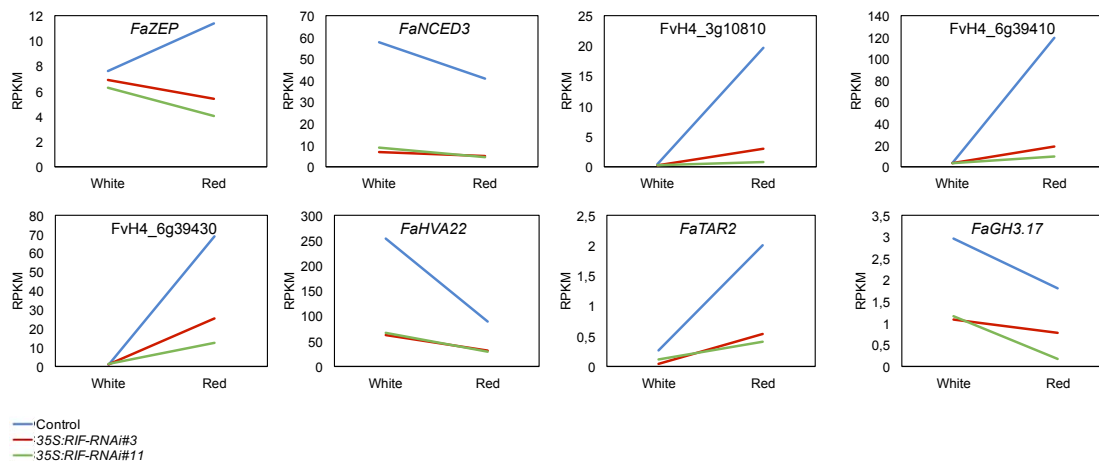 FaZEP
RPKM
12
10
8
6
4
2
0
White
Red
FaNCED3
RPKM
70
60
50
40
30
20
10
0
White
Red
FvH4_3g10810
RPKM
25
20
15
10
5
0
White
Red
FvH4_6g39410
RPKM
140
120
100
80
60
40
20
0
White
Red
FvH4_6g39430
RPKM
80
70
60
50
40
30
20
10
0
White
Red
FaHVA22
RPKM
300
250
200
150
100
50
0
White
Red
FaTAR2
RPKM
2,5
2
1,5
1
0,5
0
White
Red
FaGH3.17
RPKM
3,5
3
2,5
2
1,5
1
0,5
0
White
Red
Control
35S:RIF-RNAi#3
35S:RIF-RNAi#11